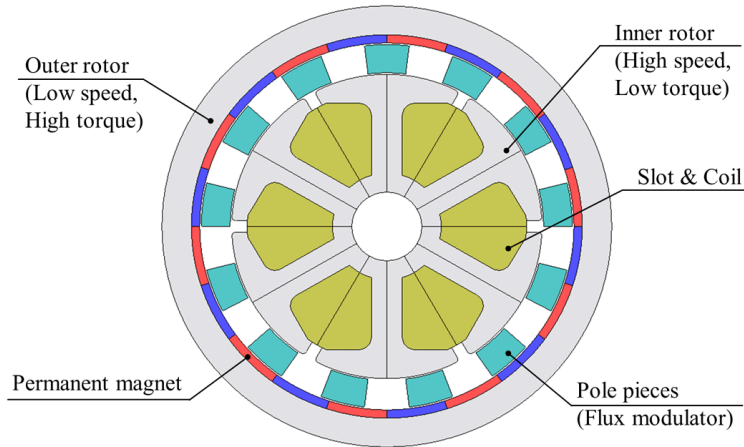 Outer rotor
(Low speed,
High torque)
Inner rotor
(High speed,
Low torque)
Slot & Coil
Permanent magnet
Pole pieces
(Flux modulator)